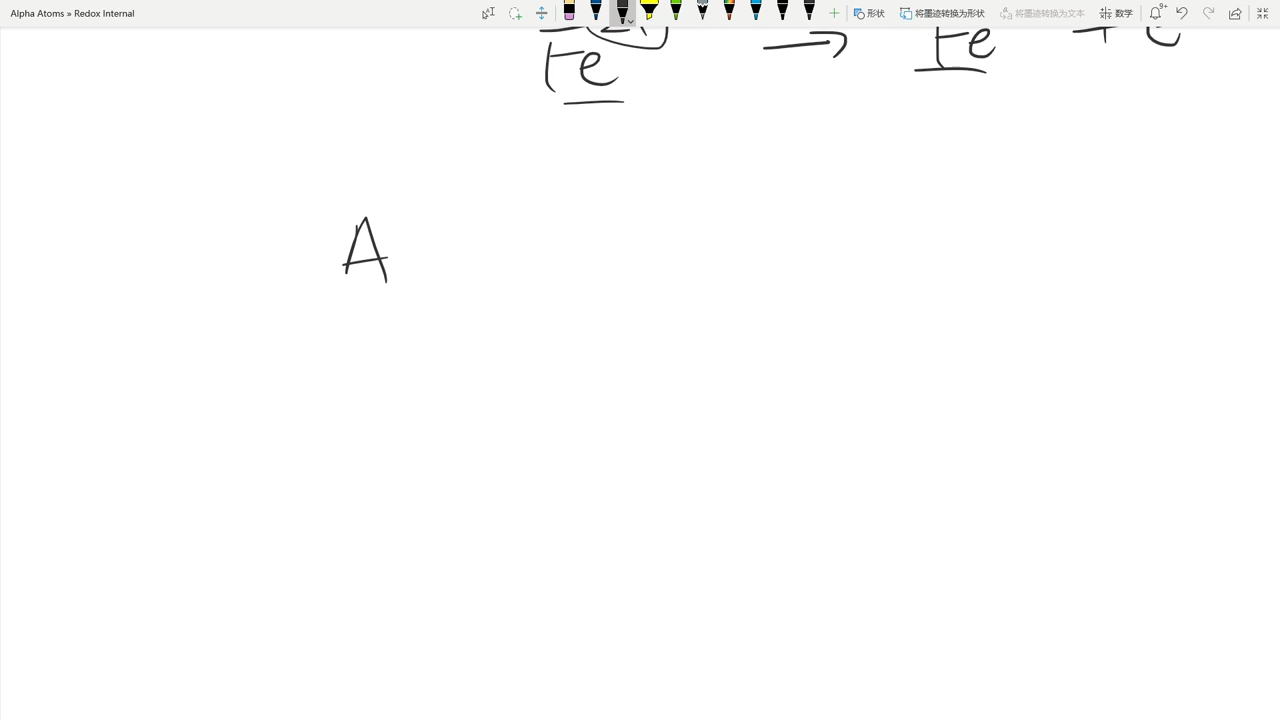 Alpha Atoms » Redox Internal 形状 将墨迹转换为形状 将墨迹转换为文本 数学
Fe → Fe + e
A